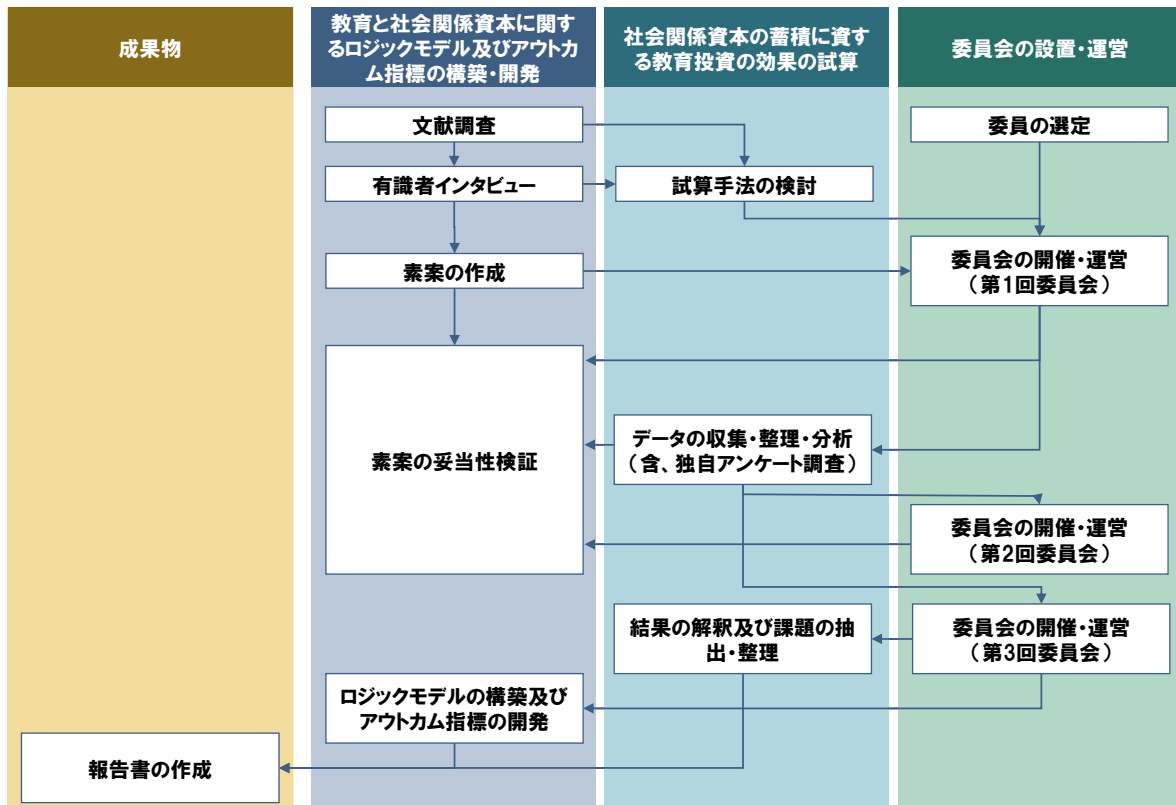 成果物
教育と社会関係資本に関す
るロジックモデル及びアウトカ
ム指標の構築・開発
社会関係資本の蓄積に資す
る教育投資の効果の試算
委員会の設置・運営
文献調査
委員の選定
有識者インタビュー
試算手法の検討
素案の作成
委員会の開催・運営
（第1回委員会）
素案の妥当性検証
データの収集・整理・分析
（含、独自アンケート調査）
委員会の開催・運営
（第2回委員会）
結果の解釈及び課題の抽
出・整理
委員会の開催・運営
（第3回委員会）
ロジックモデルの構築及び
アウトカム指標の開発
報告書の作成